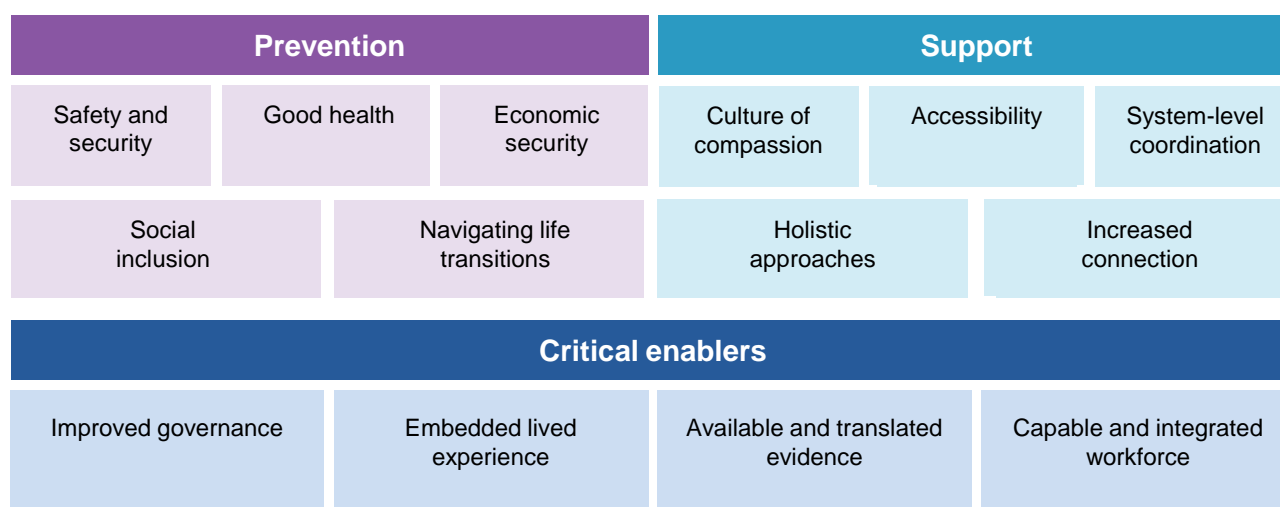 Prevention
Support
Safety and
security
Good health
Economic
security
Culture of
compassion
Accessibility
System-level
coordination
Social
inclusion
Navigating life
transitions
Holistic
approaches
Increased
connection
Critical enablers
Improved governance
Embedded lived
experience
Available and translated
evidence
Capable and integrated
workforce